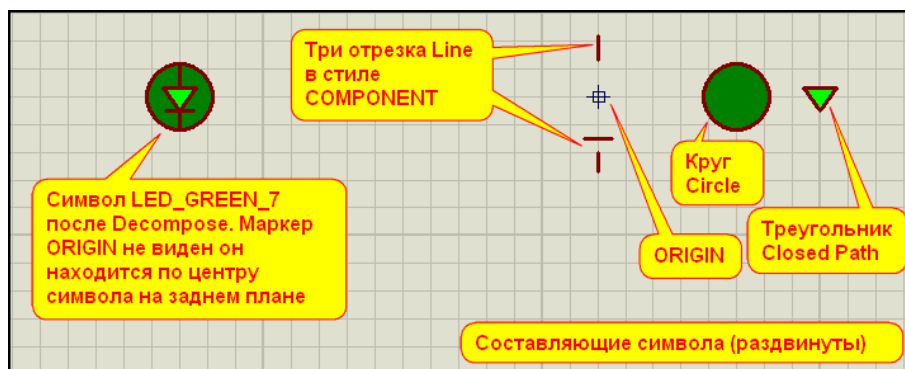 Три отрезка Line
в стиле
COMPONENT
Круг
Circle
Символ LED_GREEN_7
после Decompose. Маркер
ORIGIN не виден он
находится по центру
символа на заднем плане
ORIGIN
Треугольник
Closed Path
Составляющие символа (раздвинуты)